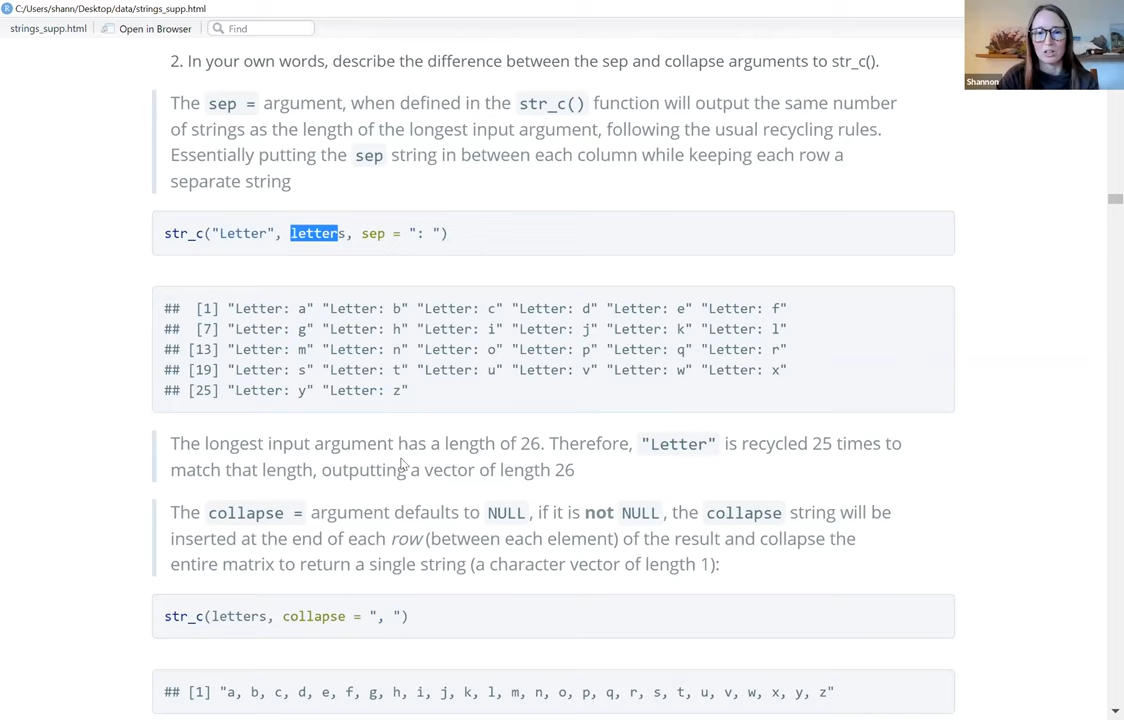 C:/Users/shann/Desktop/data/strings_supp.html
strings_supp.html Open in Browser Find
2. In your own words, describe the difference between the sep and collapse arguments to str_c().
The sep = argument, when defined in the str_c() function will output the same number
of strings as the length of the longest input argument, following the usual recycling rules.
Essentially putting the sep string in between each column while keeping each row a
separate string
str_c("Letter", letters, sep = ": ")
## [1] "Letter: a" "Letter: b" "Letter: c" "Letter: d" "Letter: e" "Letter: f"
## [7] "Letter: g" "Letter: h" "Letter: i" "Letter: j" "Letter: k" "Letter: l"
## [13] "Letter: m" "Letter: n" "Letter: o" "Letter: p" "Letter: q" "Letter: r"
## [19] "Letter: s" "Letter: t" "Letter: u" "Letter: v" "Letter: w" "Letter: x"
## [25] "Letter: y" "Letter: z"
The longest input argument has a length of 26. Therefore, "Letter" is recycled 25 times to
match that length, outputting a vector of length 26
The collapse = argument defaults to NULL, if it is not NULL, the collapse string will be
inserted at the end of each row (between each element) of the result and collapse the
entire matrix to return a single string (a character vector of length 1):
str_c(letters, collapse = ", ")
## [1] "a, b, c, d, e, f, g, h, i, j, k, l, m, n, o, p, q, r, s, t, u, v, w, x, y, z"
Shannon